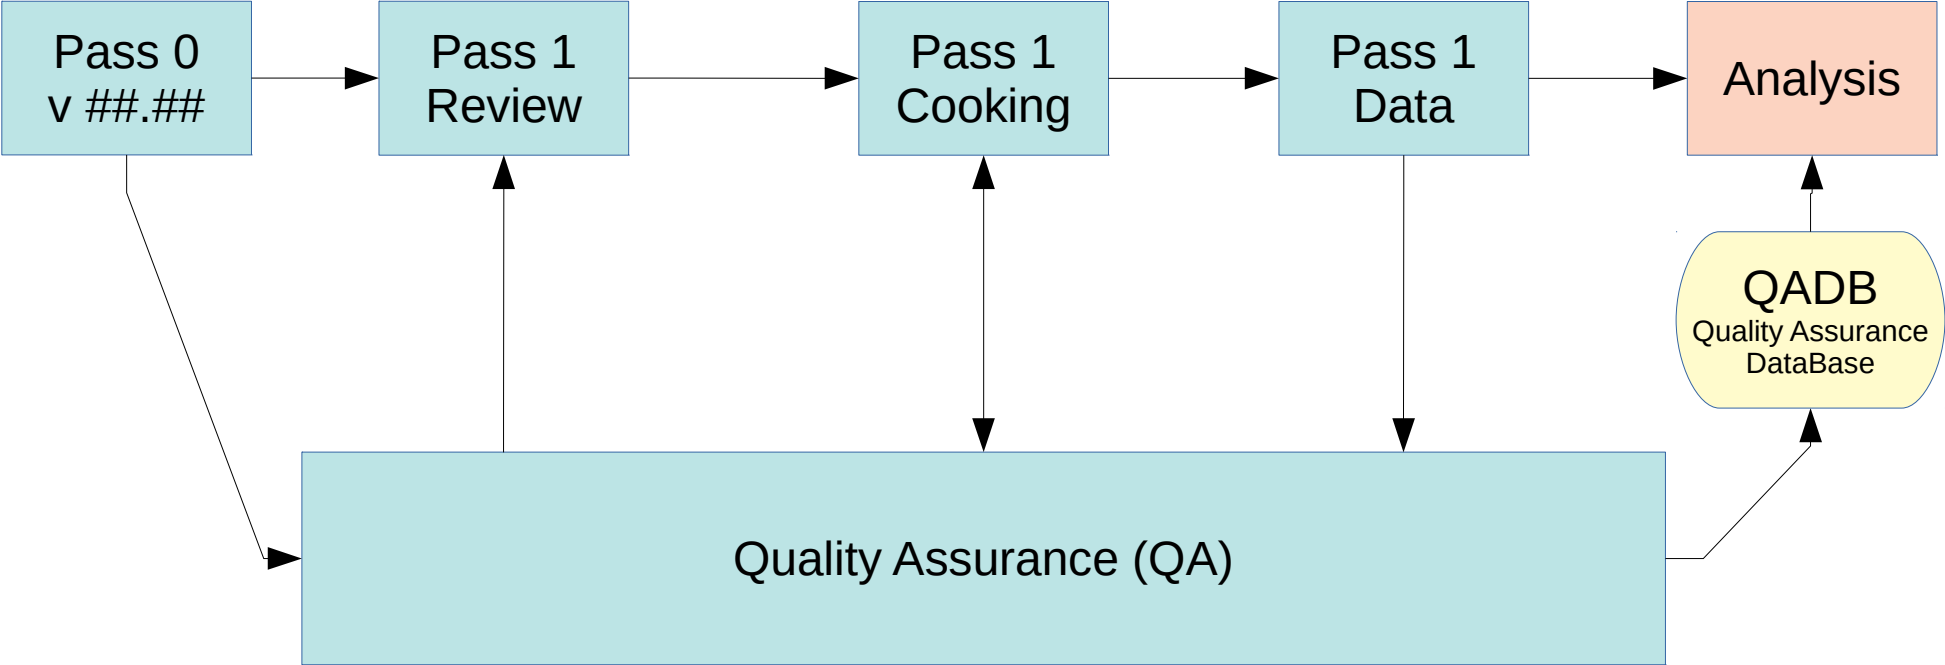 Pass 0
v ##.##
Pass 1
Review
Pass 1
Cooking
Pass 1
Data
Analysis
QADB
Quality Assurance
DataBase
Quality Assurance (QA)